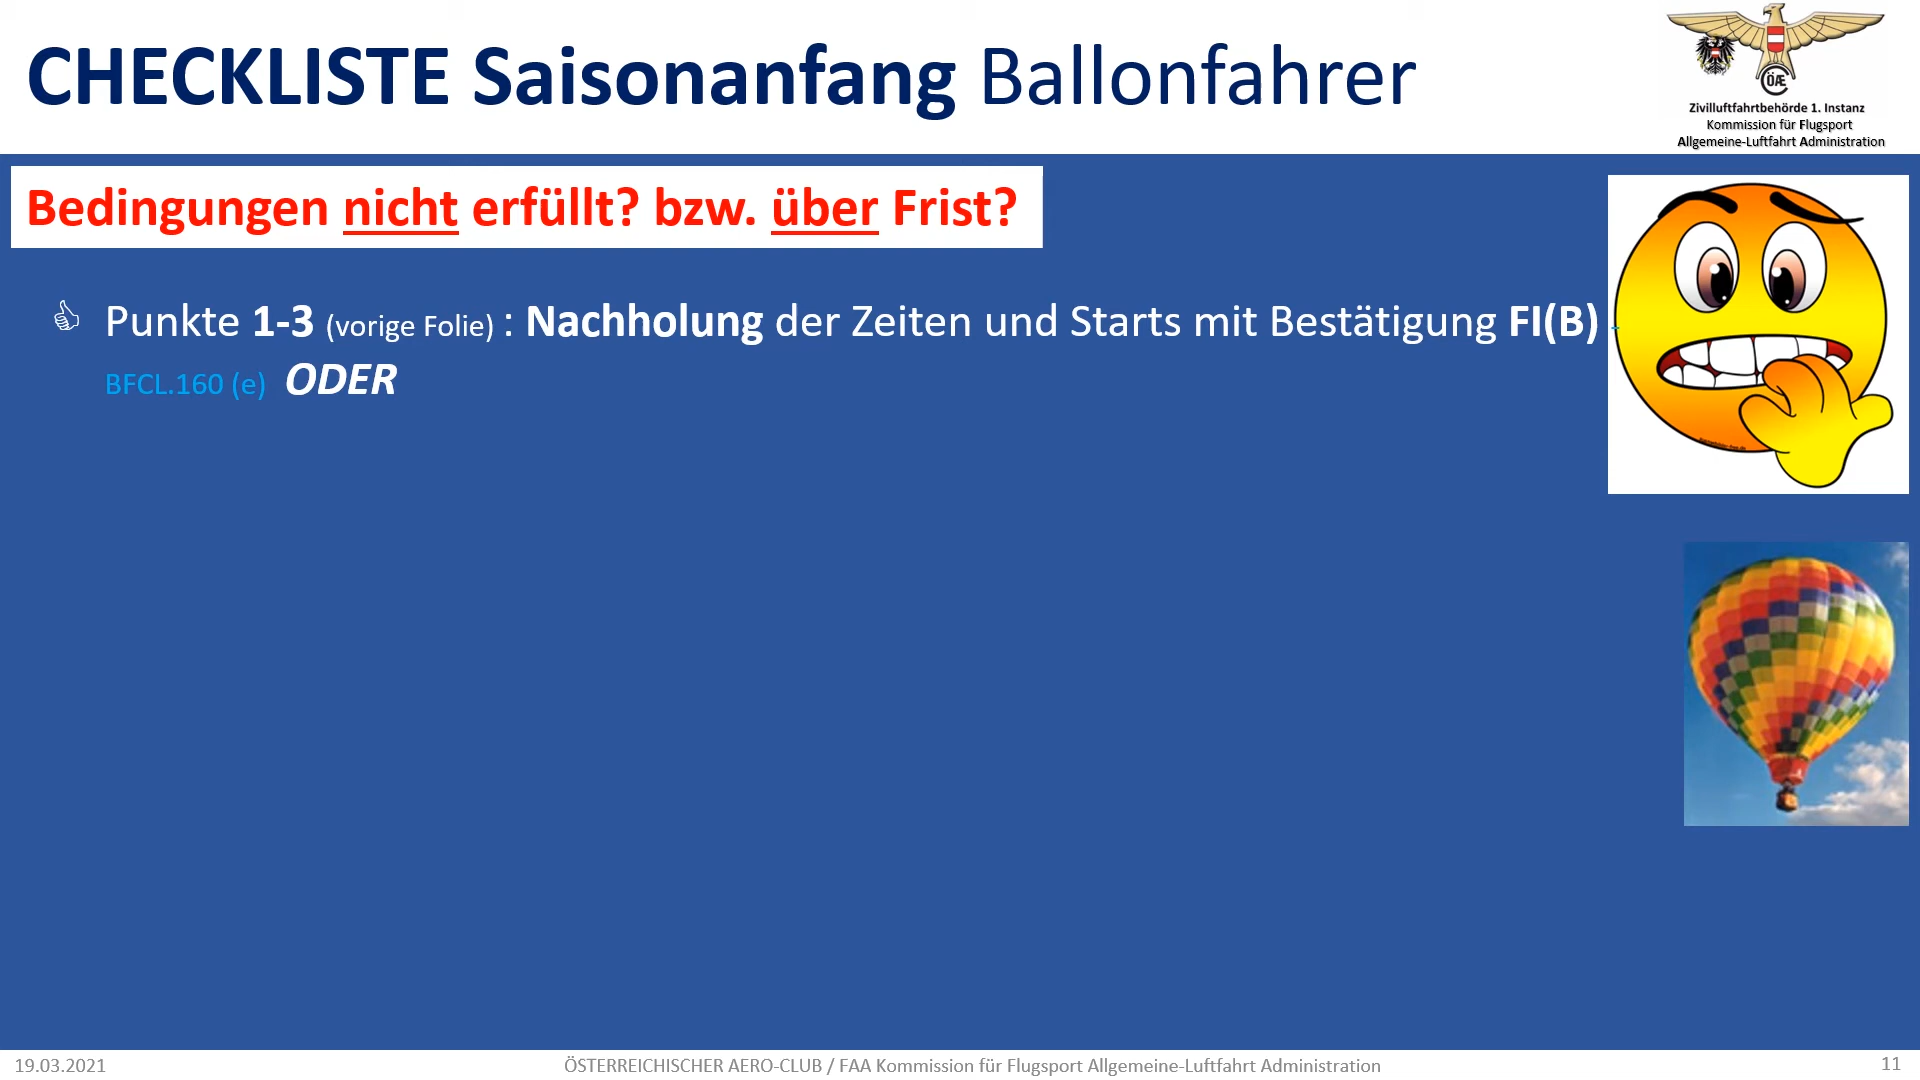 CHECKLISTE Saisonanfang Ballonfahrer
ÖÆ
Zivilluftfahrtbehörde 1. Instanz
Kommission für Flugsport
Allgemeine-Luftfahrt Administration
Bedingungen nicht erfüllt? bzw. über Frist?
Punkte 1-3 (vorige Folie) : Nachholung der Zeiten und Starts mit Bestätigung FI(B) -
BFCL.160 (e) ODER
19.03.2021
ÖSTERREICHISCHER AERO-CLUB / FAA Kommission für Flugsport Allgemeine-Luftfahrt Administration
11